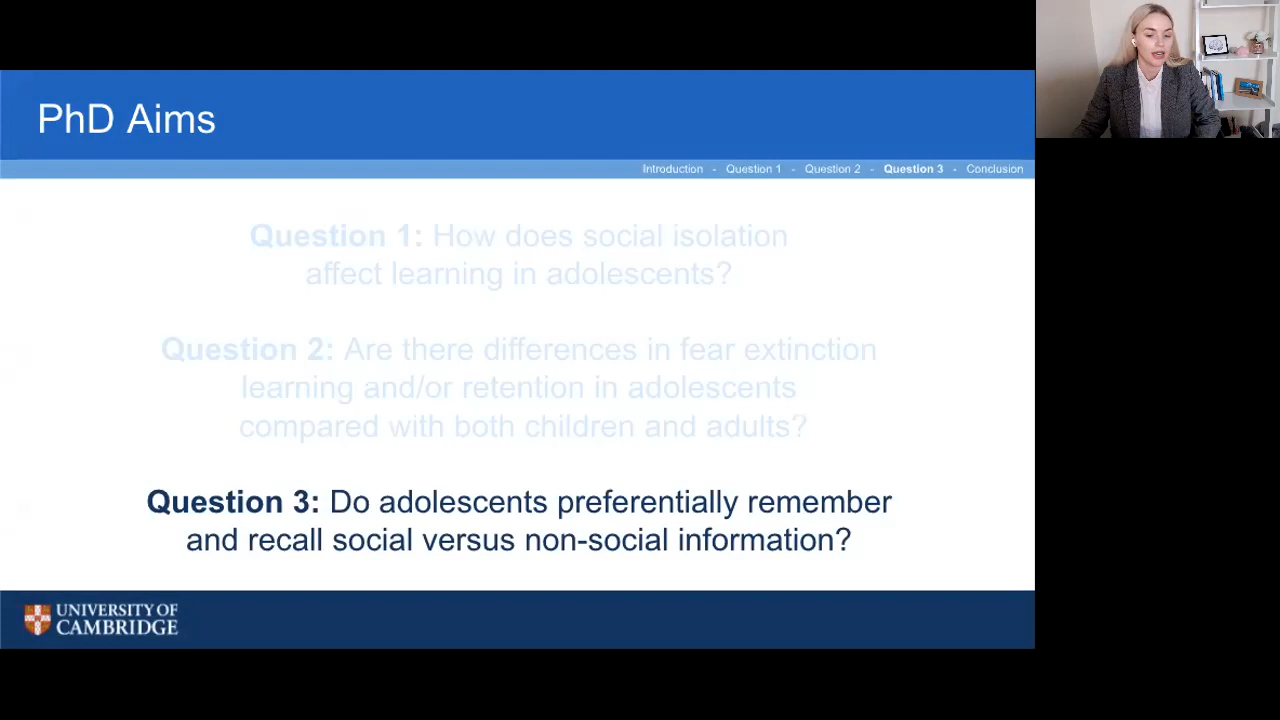 PhD Aims
Introduction - Question 1 - Question 2 - Question 3 - Conclusion
Question 1: How does social isolation
affect learning in adolescents?
Question 2: Are there differences in fear extinction
learning and/or retention in adolescents
compared with both children and adults?
Question 3: Do adolescents preferentially remember
and recall social versus non-social information?
UNIVERSITY OF
CAMBRIDGE